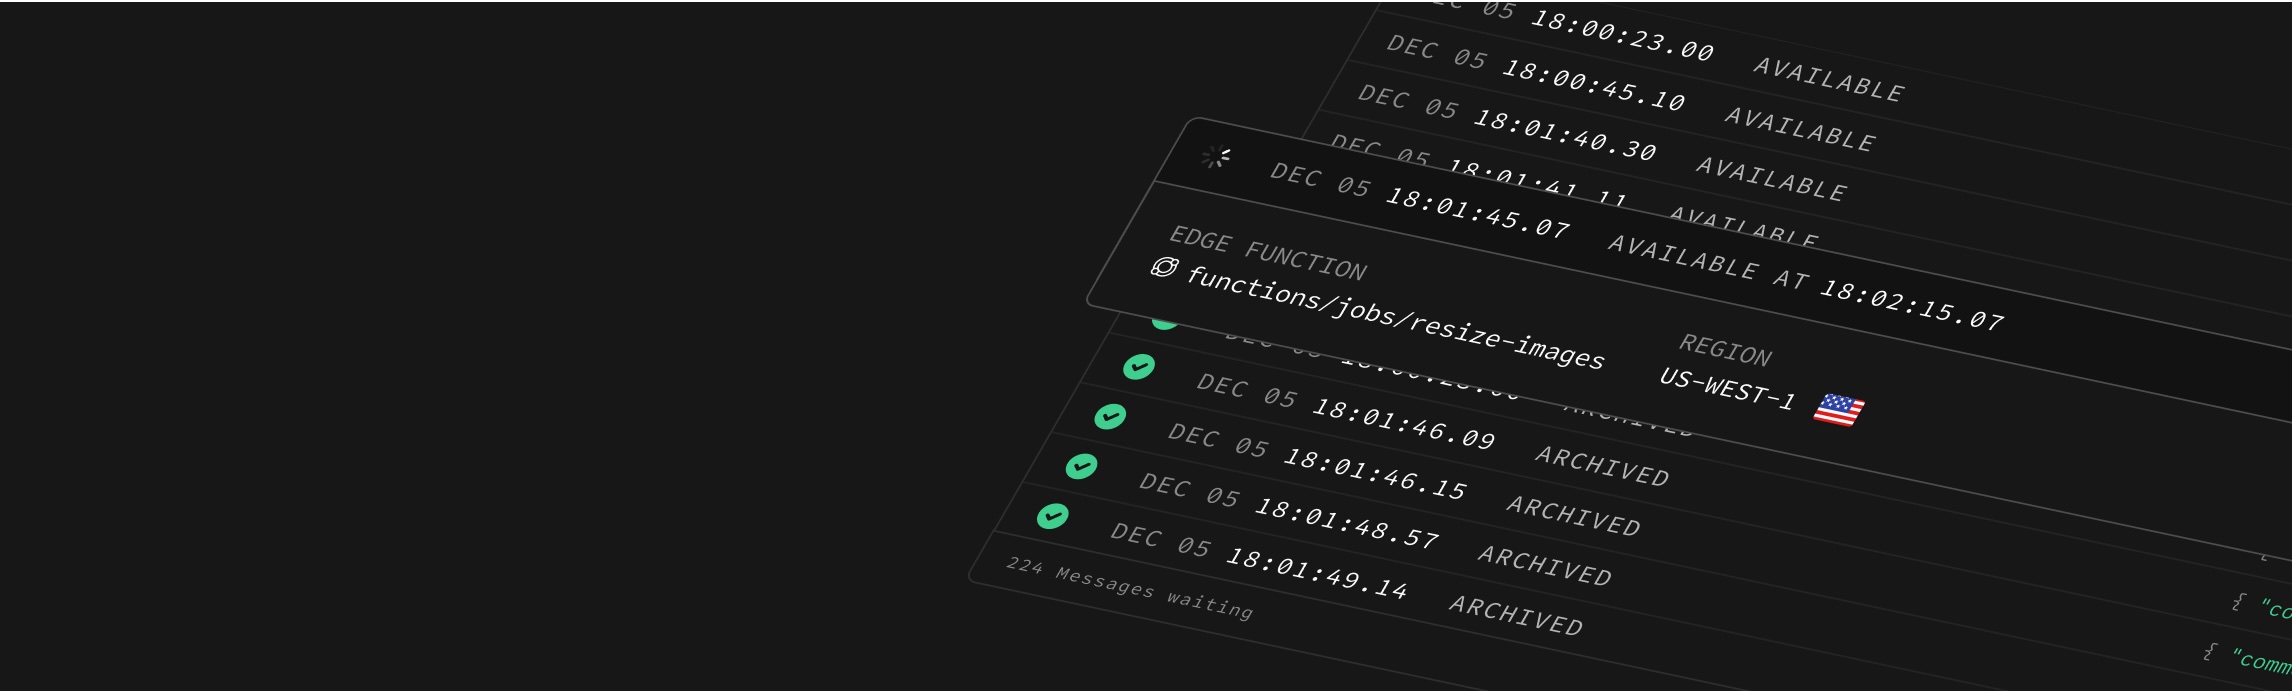 DEC 05 18:00:23.00 AVAILABLE
DEC 05 18:00:45.10 AVAILABLE
DEC 05 18:01:40.30 AVAILABLE
DEC 05 18:01:41.11 AVAILABLE
DEC 05 18:01:45.07 AVAILABLE AT 18:02:15.07
EDGE FUNCTION
functions/jobs/resize-images
REGION
US-WEST-1
ARCHIVED
DEC 05 18:01:46.09 ARCHIVED
DEC 05 18:01:46.15 ARCHIVED
DEC 05 18:01:48.57 ARCHIVED
{ "co
DEC 05 18:01:49.14 ARCHIVED
{ "comm
224 Messages waiting